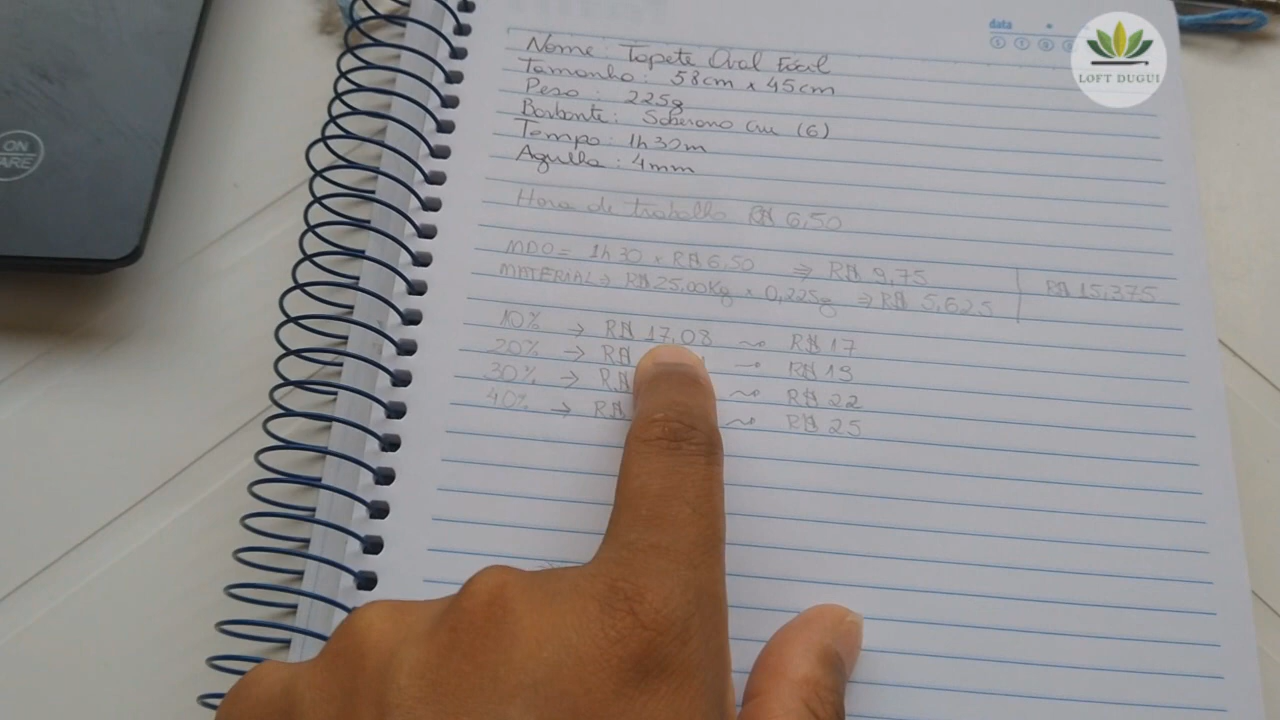 data
LOFT DUGUI
ON
Nome: Tapete Oval Fácil
Tamanho: 58cm x 45cm
Peso: 225g
Barbante: Soberano Cru (6)
Tempo: 1h30m
Agulha: 4mm
Hora de trabalho R$ 6,50
MDO = 1h30 x R$ 6,50 ⇒ R$ 9,75
MATERIAL ⇒ R$ 25,00Kg x 0,225g ⇒ R$ 5,625 | R$ 15,375
10% → R$ 17,08 ~ R$ 17
20% → R$ → R$ 19
30% → R$ ~ R$ 22
40% → R$ ~ R$ 25